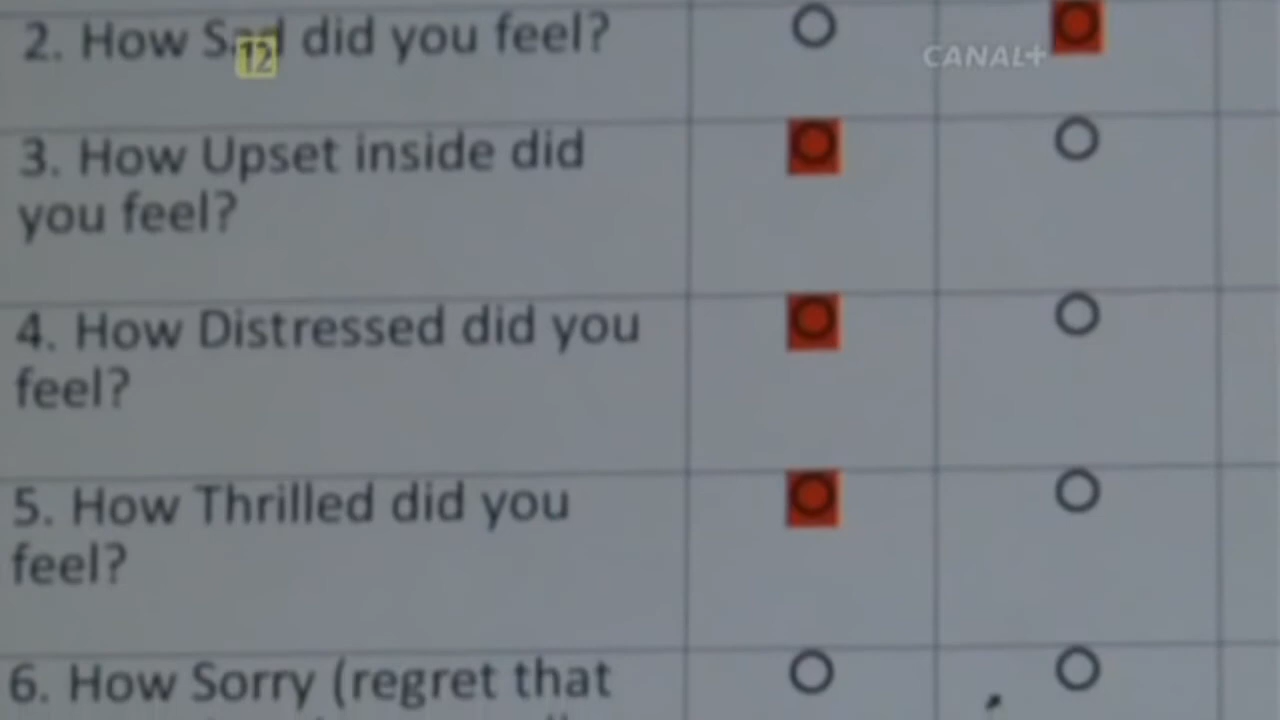 2. How Sad did you feel?
12
CANAL+
3. How Upset inside did
you feel?
4. How Distressed did you
feel?
5. How Thrilled did you
feel?
6. How Sorry (regret that